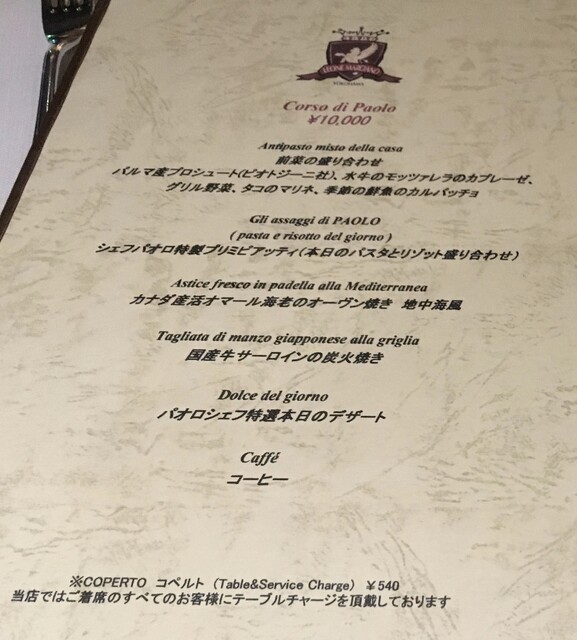 LEONE MARCIANO
YOKOHAMA
Corso di Paolo
¥10,000
Antipasto misto della casa
前菜の盛り合わせ
パルマ産プロシュート(ピオトジーニ社)、水牛のモッツァレラのカプレーゼ、
グリル野菜、タコのマリネ、季節の鮮魚のカルパッチョ
Gli assaggi di PAOLO
( pasta e risotto del giorno )
シェフパオロ特製プリミピアッティ(本日のパスタとリゾット盛り合わせ)
Astice fresco in padella alla Mediterranea
カナダ産活オマール海老のオーヴン焼き 地中海風
Tagliata di manzo giapponese alla griglia
国産牛サーロインの炭火焼き
Dolce del giorno
パオロシェフ特選本日のデザート
Caffé
コーヒー
※COPERTO コペルト (Table&Service Charge) ¥540
当店ではご着席のすべてのお客様にテーブルチャージを頂戴しております